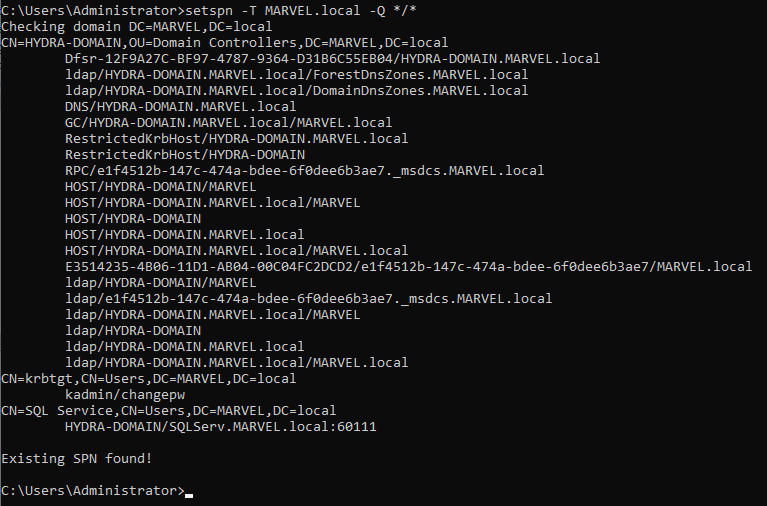 C:\Users\Administrator>setspn -T MARVEL.local -Q */*
Checking domain DC=MARVEL,DC=local
CN=HYDRA-DOMAIN,OU=Domain Controllers,DC=MARVEL,DC=local
Dfsr-12F9A27C-BF97-4787-9364-D31B6C55EB04/HYDRA-DOMAIN.MARVEL.local
ldap/HYDRA-DOMAIN.MARVEL.local/ForestDnsZones.MARVEL.local
ldap/HYDRA-DOMAIN.MARVEL.local/DomainDnsZones.MARVEL.local
DNS/HYDRA-DOMAIN.MARVEL.local
GC/HYDRA-DOMAIN.MARVEL.local/MARVEL.local
RestrictedKrbHost/HYDRA-DOMAIN.MARVEL.local
RestrictedKrbHost/HYDRA-DOMAIN
RPC/e1f4512b-147c-474a-bdee-6f0dee6b3ae7._msdcs.MARVEL.local
HOST/HYDRA-DOMAIN/MARVEL
HOST/HYDRA-DOMAIN.MARVEL.local/MARVEL
HOST/HYDRA-DOMAIN
HOST/HYDRA-DOMAIN.MARVEL.local
HOST/HYDRA-DOMAIN.MARVEL.local/MARVEL.local
E3514235-4B06-11D1-AB04-00C04FC2DCD2/e1f4512b-147c-474a-bdee-6f0dee6b3ae7/MARVEL.local
ldap/HYDRA-DOMAIN/MARVEL
ldap/e1f4512b-147c-474a-bdee-6f0dee6b3ae7._msdcs.MARVEL.local
ldap/HYDRA-DOMAIN.MARVEL.local/MARVEL
ldap/HYDRA-DOMAIN
ldap/HYDRA-DOMAIN.MARVEL.local
ldap/HYDRA-DOMAIN.MARVEL.local/MARVEL.local
CN=krbtgt,CN=Users,DC=MARVEL,DC=local
kadmin/changepw
CN=SQL Service,CN=Users,DC=MARVEL,DC=local
HYDRA-DOMAIN/SQLServ.MARVEL.local:60111
Existing SPN found!
C:\Users\Administrator>